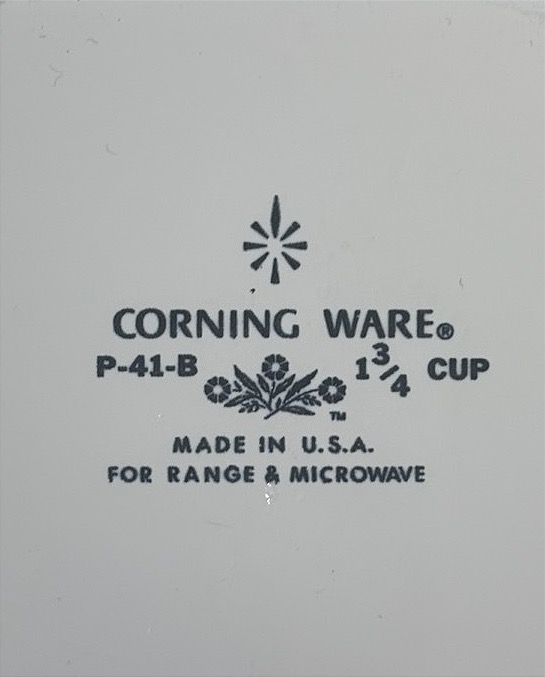 CORNING WARE®
P-41-B 1 3/4 CUP
™
MADE IN U.S.A.
FOR RANGE & MICROWAVE